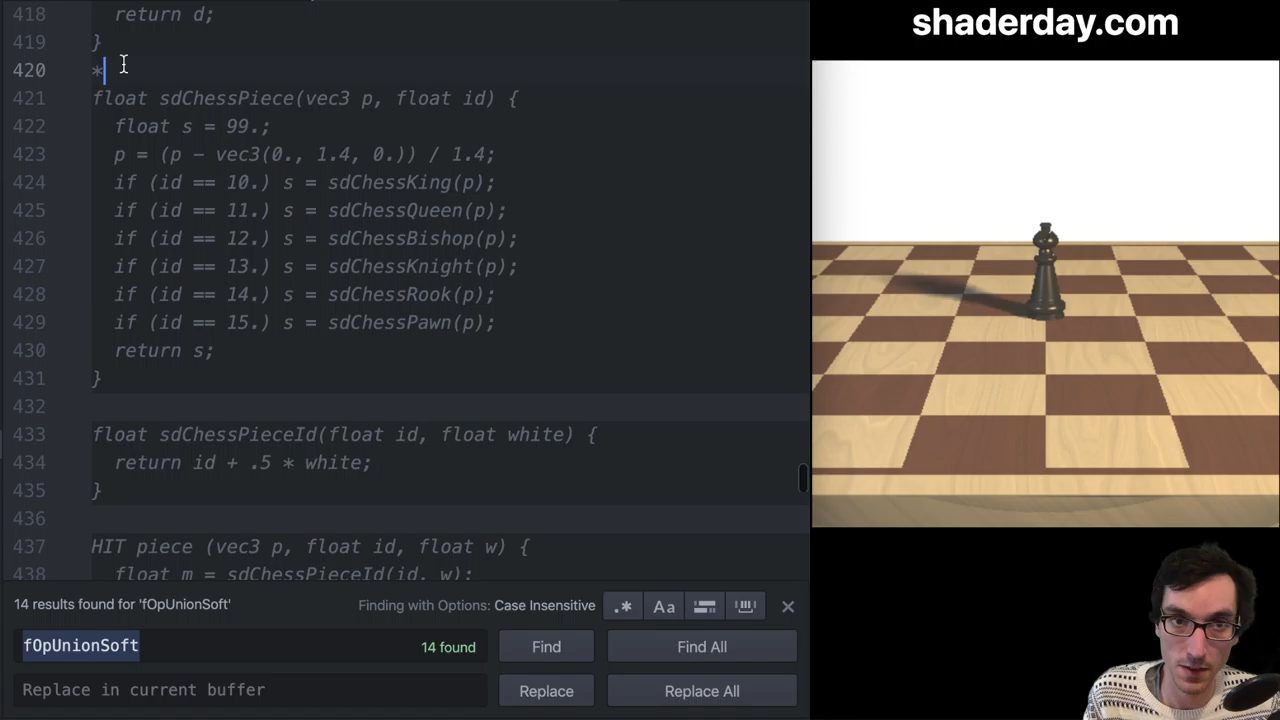 418 return d;
419 }
420 *
421 float sdChessPiece(vec3 p, float id) {
422 float s = 99.;
423 p = (p - vec3(0., 1.4, 0.)) / 1.4;
424 if (id == 10.) s = sdChessKing(p);
425 if (id == 11.) s = sdChessQueen(p);
426 if (id == 12.) s = sdChessBishop(p);
427 if (id == 13.) s = sdChessKnight(p);
428 if (id == 14.) s = sdChessRook(p);
429 if (id == 15.) s = sdChessPawn(p);
430 return s;
431 }
432
433 float sdChessPieceId(float id, float white) {
434 return id + .5 * white;
435 }
436
437 HIT piece (vec3 p, float id, float w) {
438 float m = sdChessPieceId(id, w);
14 results found for 'fOpUnionSoft'
Finding with Options: Case Insensitive
.*
Aa
fOpUnionSoft
14 found
Find
Find All
Replace in current buffer
Replace
Replace All
shaderday.com